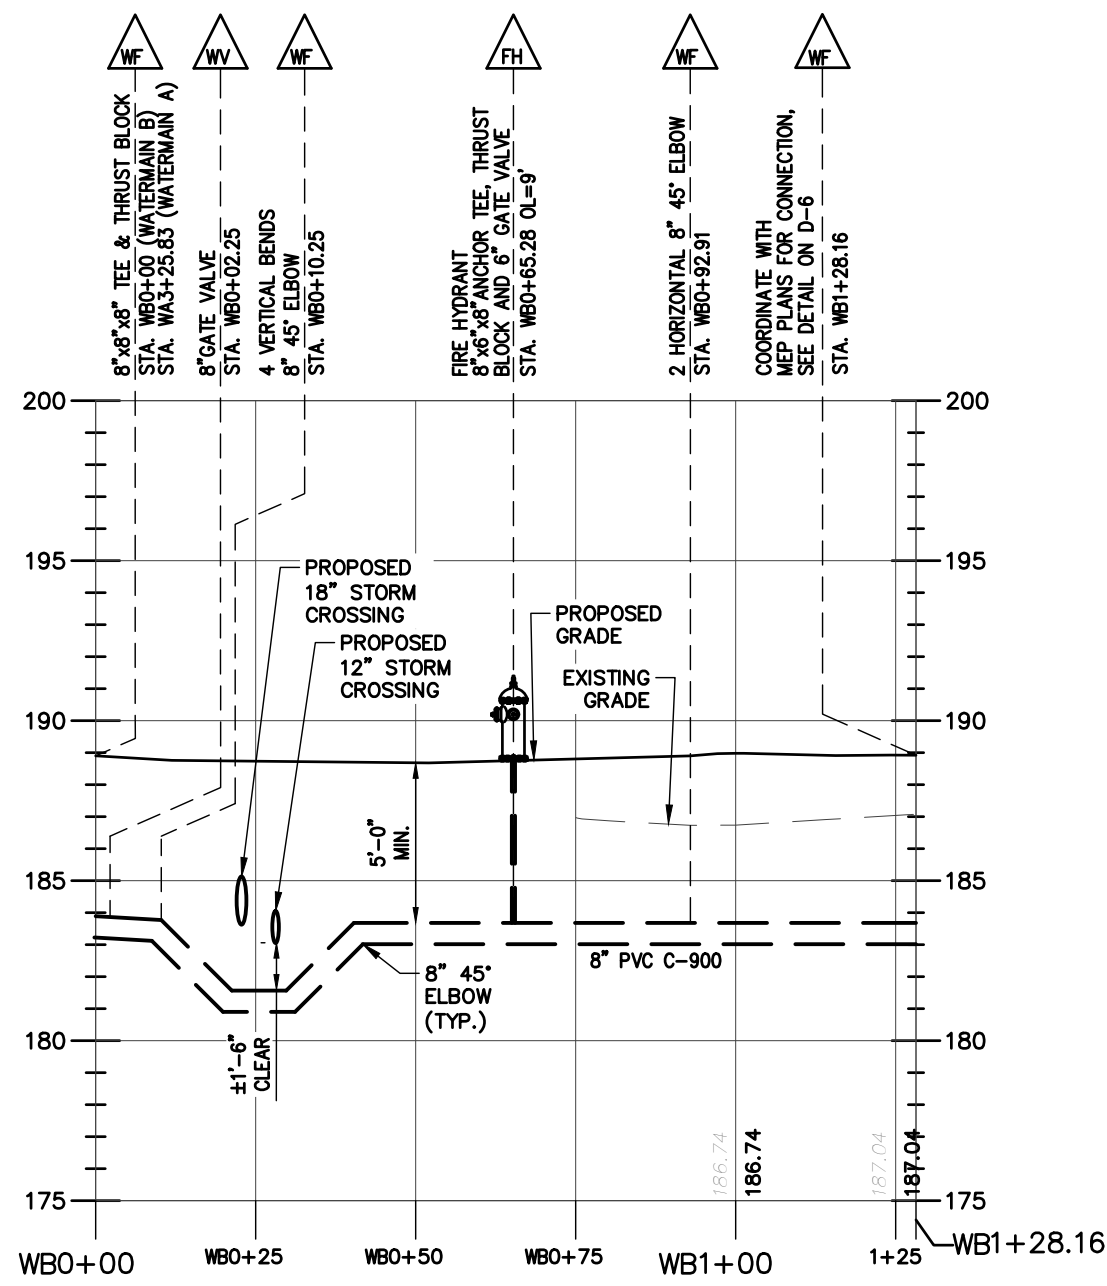 WF
WV
WF
FH
WF
WF
8"x8"x8" TEE & THRUST BLOCK
STA. WB0+00 (WATERMAIN B)
STA. WA3+25.83 (WATERMAIN A)
8"GATE VALVE
STA. WB0+02.25
4 VERTICAL BENDS
8" 45° ELBOW
STA. WB0+10.25
FIRE HYDRANT
8"x6"x8"ANCHOR TEE, THRUST
BLOCK AND 6" GATE VALVE
STA. WB0+65.28 OL=9'
2 HORIZONTAL 8" 45° ELBOW
STA. WB0+92.91
COORDINATE WITH
MEP PLANS FOR CONNECTION,
SEE DETAIL ON D-6
STA. WB1+28.16
200
200
195
195
PROPOSED
18" STORM
CROSSING
PROPOSED
12" STORM
CROSSING
PROPOSED
GRADE
EXISTING
GRADE
190
190
5'-0"
MIN.
185
185
8" PVC C-900
8" 45°
ELBOW
(TYP.)
180
180
±1'-6"
CLEAR
186.74
186.74
187.04
187.04
175
175
WB0+00
WB0+25
WB0+50
WB0+75
WB1+00
1+25
WB1+28.16